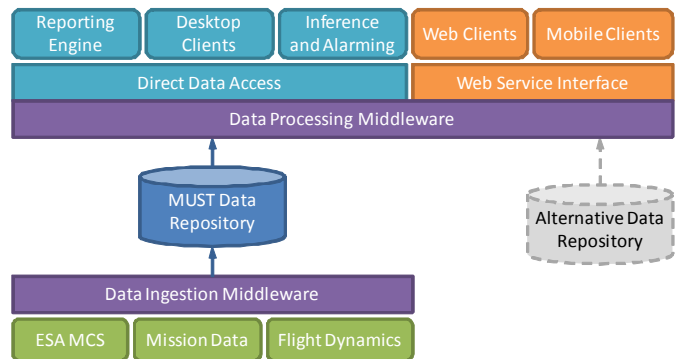 Reporting
Engine
Desktop
Clients
Inference
and Alarming
Web Clients
Mobile Clients
Direct Data Access
Web Service Interface
Data Processing Middleware
MUST Data
Repository
Alternative Data
Repository
Data Ingestion Middleware
ESA MCS
Mission Data
Flight Dynamics